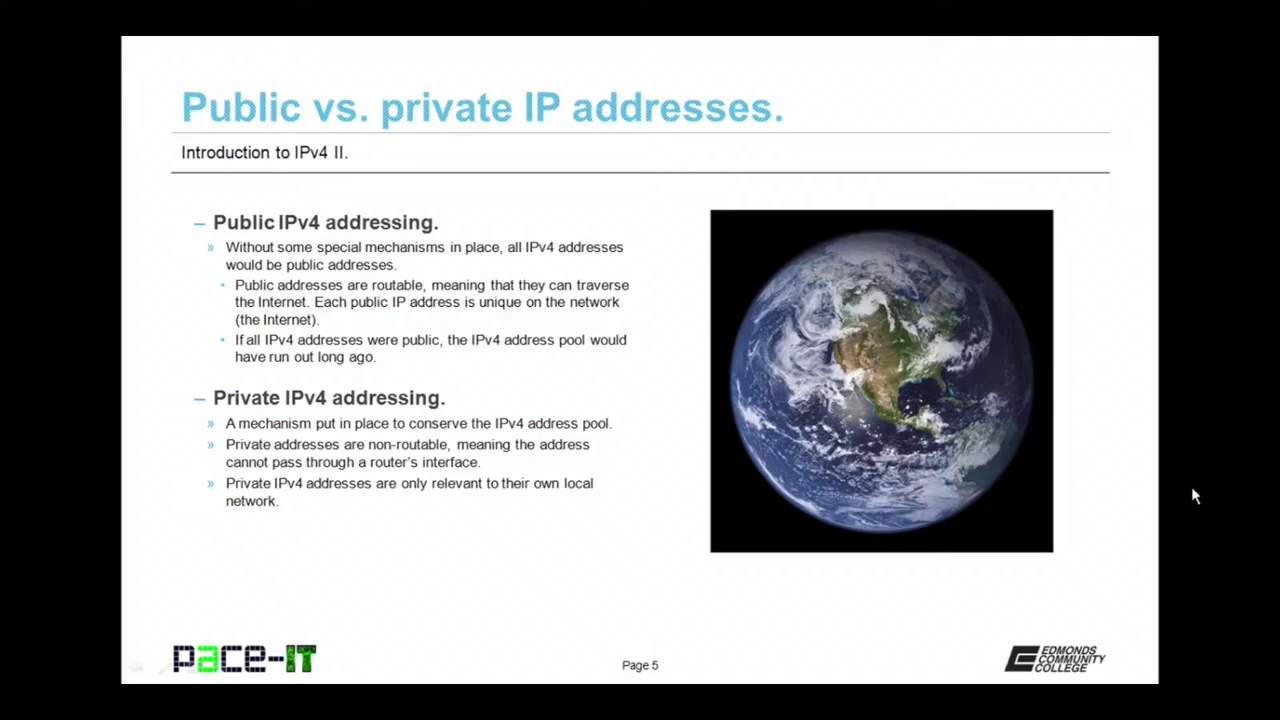 Public vs. private IP addresses.
Introduction to IPv4 II.
– Public IPv4 addressing.
» Without some special mechanisms in place, all IPv4 addresses
would be public addresses.
• Public addresses are routable, meaning that they can traverse
the Internet. Each public IP address is unique on the network
(the Internet).
• If all IPv4 addresses were public, the IPv4 address pool would
have run out long ago.
– Private IPv4 addressing.
» A mechanism put in place to conserve the IPv4 address pool.
» Private addresses are non-routable, meaning the address
cannot pass through a router's interface.
» Private IPv4 addresses are only relevant to their own local
network.
pace-IT
Page 5
EDMONDS
COMMUNITY
COLLEGE